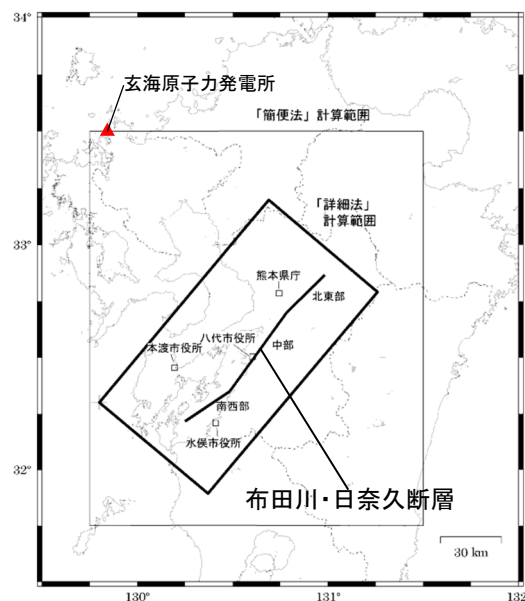 34°
玄海原子力発電所
「簡便法」計算範囲
「詳細法」
計算範囲
33°
熊本県庁
北東部
八代市役所
中部
本渡市役所
南西部
水俣市役所
32°
布田川・日奈久断層
30 km
130°
131°
132